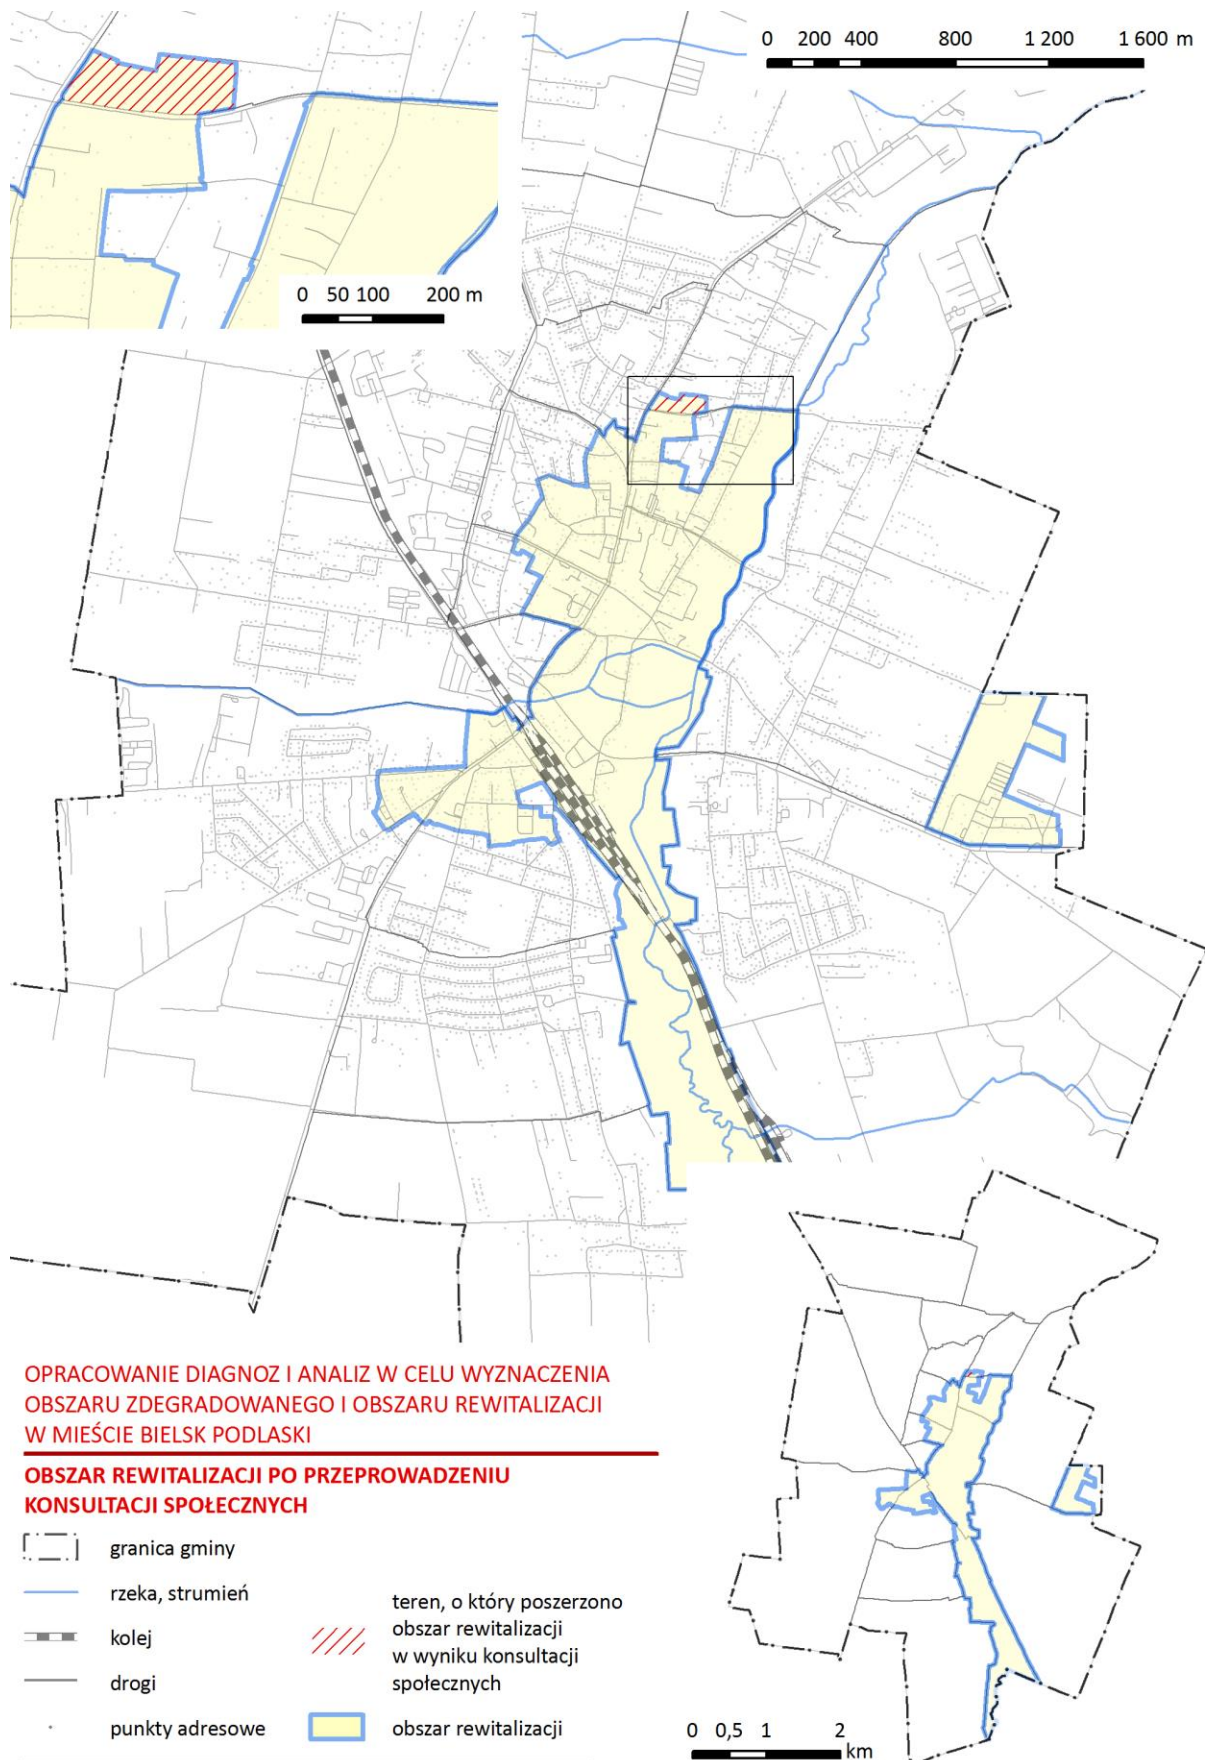 0 200 400 800 1 200 1 600 m
0 50 100 200 m
OPRACOWANIE DIAGNOZ I ANALIZ W CELU WYZNACZENIA
OBSZARU ZDEGRADOWANEGO I OBSZARU REWITALIZACJI
W MIEŚCIE BIELSK PODLASKI
OBSZAR REWITALIZACJI PO PRZEPROWADZENIU
KONSULTACJI SPOŁECZNYCH
granica gminy
rzeka, strumień
kolej
drogi
punkty adresowe
teren, o który poszerzono
obszar rewitalizacji
w wyniku konsultacji
społecznych
obszar rewitalizacji
0 0,5 1 2
km